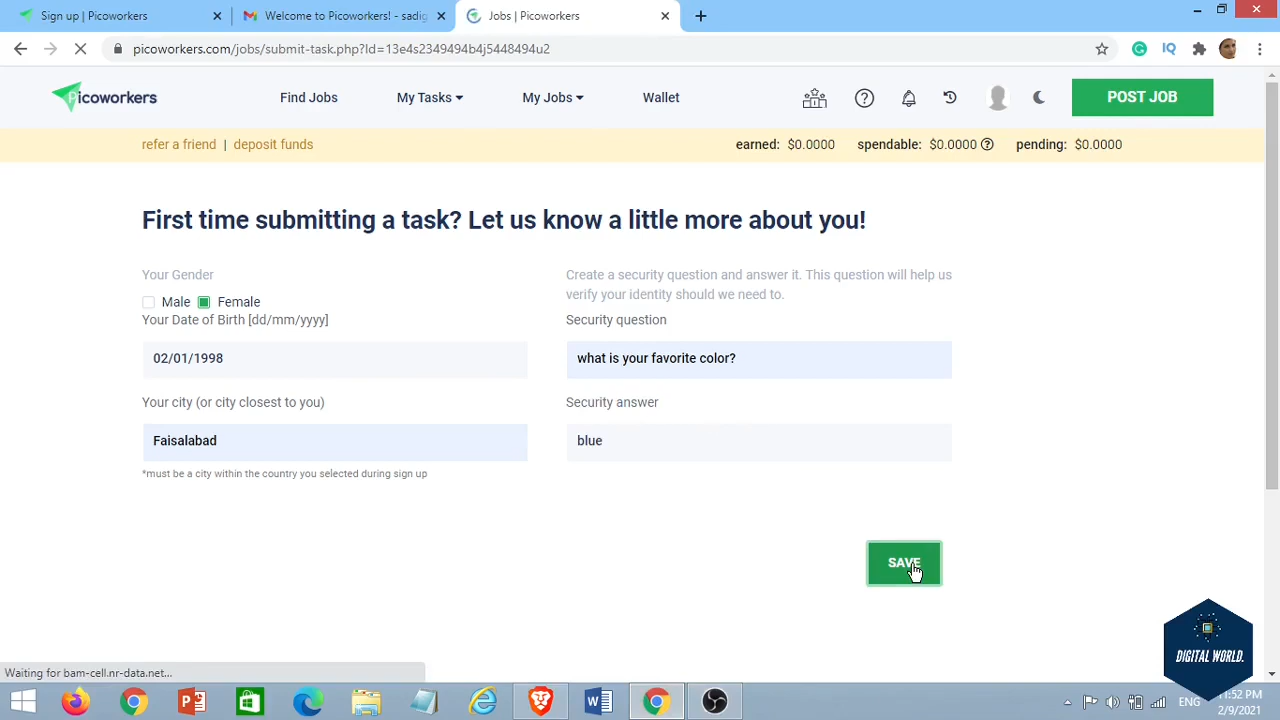 Sign up | Picoworkers
Welcome to Picoworkers! - sadiq
Jobs | Picoworkers
picoworkers.com/jobs/submit-task.php?Id=13e4s2349494b4j5448494u2
IQ
Picoworkers
Find Jobs
My Tasks
My Jobs
Wallet
POST JOB
refer a friend | deposit funds
earned: $0.0000
spendable: $0.0000
pending: $0.0000
First time submitting a task? Let us know a little more about you!
Your Gender
Male
Female
Your Date of Birth [dd/mm/yyyy]
02/01/1998
Your city (or city closest to you)
Faisalabad
*must be a city within the country you selected during sign up
Create a security question and answer it. This question will help us
verify your identity should we need to.
Security question
what is your favorite color?
Security answer
blue
SAVE
DIGITAL WORLD.
Waiting for bam-cell.nr-data.net...
ENG
11:52 PM
2/9/2021